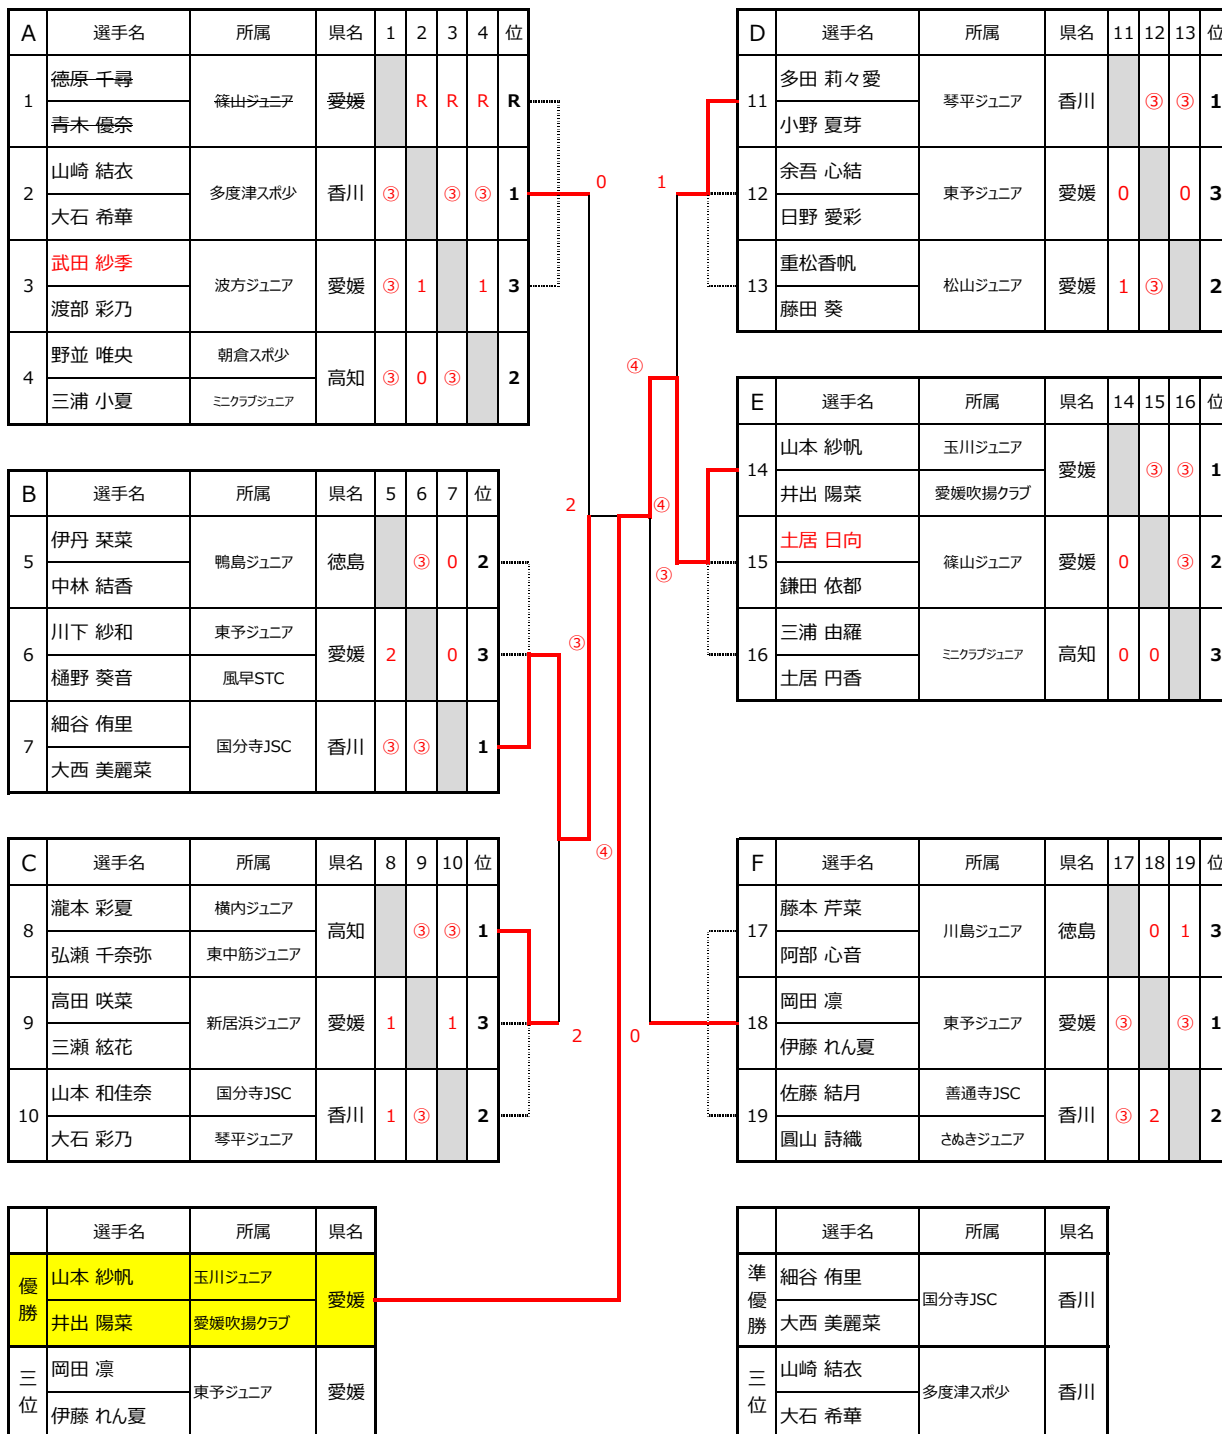 A 選手名 所属 県名 1 2 3 4 位
1 德原 千尋 篠山ジュニア 愛媛 R R R R
青木 優奈
2 山崎 結衣 多度津スポ少 香川 ③ ③ ③ 1
大石 希華
3 武田 紗季 波方ジュニア 愛媛 ③ 1 1 3
渡部 彩乃
4 野並 唯央 朝倉スポ少 高知 ③ 0 ③ 2
三浦 小夏 ミニクラブジュニア
B 選手名 所属 県名 5 6 7 位
5 伊丹 栞菜 鴨島ジュニア 徳島 ③ 0 2
中林 結香
6 川下 紗和 東予ジュニア 愛媛 2 0 3
樋野 葵音 風早STC
7 細谷 侑里 国分寺JSC 香川 ③ ③ 1
大西 美麗菜
C 選手名 所属 県名 8 9 10 位
8 瀧本 彩夏 横内ジュニア 高知 ③ ③ 1
弘瀬 千奈弥 東中筋ジュニア
9 高田 咲菜 新居浜ジュニア 愛媛 1 1 3
三瀬 絃花
10 山本 和佳奈 国分寺JSC 香川 1 ③ 2
大石 彩乃 琴平ジュニア
0
2
③
④
2
1
④
④
③
0
D 選手名 所属 県名 11 12 13 位
11 多田 莉々愛 琴平ジュニア 香川 ③ ③ 1
小野 夏芽
12 余吾 心結 東予ジュニア 愛媛 0 0 3
日野 愛彩
13 重松香帆 松山ジュニア 愛媛 1 ③ 2
藤田 葵
E 選手名 所属 県名 14 15 16 位
14 山本 紗帆 玉川ジュニア 愛媛 ③ ③ 1
井出 陽菜 愛媛吹揚クラブ
15 土居 日向 篠山ジュニア 愛媛 0 ③ 2
鎌田 依都
16 三浦 由羅 ミニクラブジュニア 高知 0 0 3
土居 円香
F 選手名 所属 県名 17 18 19 位
17 藤本 芹菜 川島ジュニア 徳島 0 1 3
阿部 心音
18 岡田 凛 東予ジュニア 愛媛 ③ ③ 1
伊藤 れん夏
19 佐藤 結月 善通寺JSC 香川 ③ 2 2
圓山 詩織 さぬきジュニア
選手名 所属 県名
優勝 山本 紗帆 玉川ジュニア 愛媛
井出 陽菜 愛媛吹揚クラブ
三位 岡田 凛 東予ジュニア 愛媛
伊藤 れん夏
選手名 所属 県名
準優勝 細谷 侑里 国分寺JSC 香川
大西 美麗菜
三位 山崎 結衣 多度津スポ少 香川
大石 希華